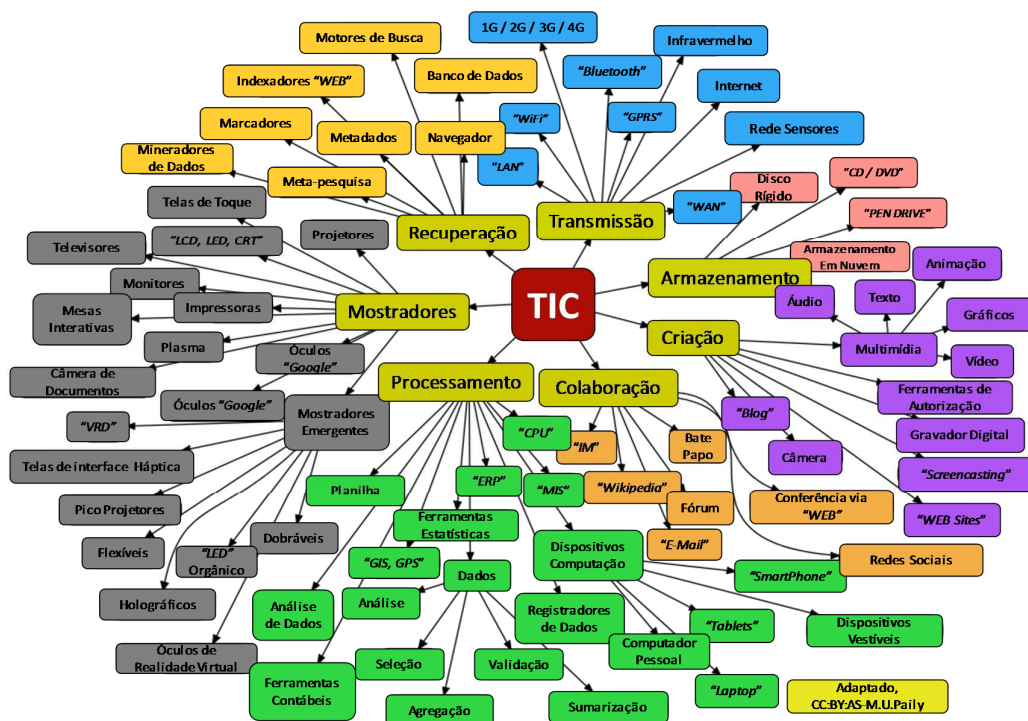 1G / 2G / 3G / 4G
Motores de Busca
Infravermelho
"Bluetooth"
Indexadores "WEB"
Banco de Dados
Internet
Marcadores
Metadados
Navegador
"WiFi"
"GPRS"
Rede Sensores
Mineradores
de Dados
"LAN"
Meta-pesquisa
Disco
Rígido
"CD / DVD"
Telas de Toque
"WAN"
"PEN DRIVE"
Transmissão
Recuperação
Televisores
"LCD, LED, CRT"
Projetores
Armazenamento
Em Nuvem
Animação
Armazenamento
Monitores
TIC
Mesas
Interativas
Impressoras
Mostradores
Áudio
Texto
Gráficos
Criação
Multimídia
Plasma
Óculos
"Google"
Vídeo
Câmera de
Documentos
Processamento
Colaboração
Ferramentas de
Autorização
Óculos "Google"
Mostradores
Emergentes
"VRD"
"CPU"
"IM"
Bate
Papo
"Blog"
Gravador Digital
Telas de interface Háptica
Câmera
"Screencasting"
Planilha
"ERP"
"MIS"
"Wikipedia"
Fórum
Conferência via
"WEB"
Pico Projetores
"WEB Sites"
Flexíveis
"LED"
Orgânico
Dobráveis
Ferramentas
Estatísticas
"E-Mail"
Redes Sociais
"GIS, GPS"
Dispositivos
Computação
Dados
"SmartPhone"
Holográficos
Análise
de Dados
Análise
Registradores
de Dados
"Tablets"
Dispositivos
Vestíveis
Óculos de
Realidade Virtual
Computador
Pessoal
Seleção
Validação
Ferramentas
Contábeis
"Laptop"
Agregação
Sumarização
Adaptado,
CC:BY:AS-M.U.Paily